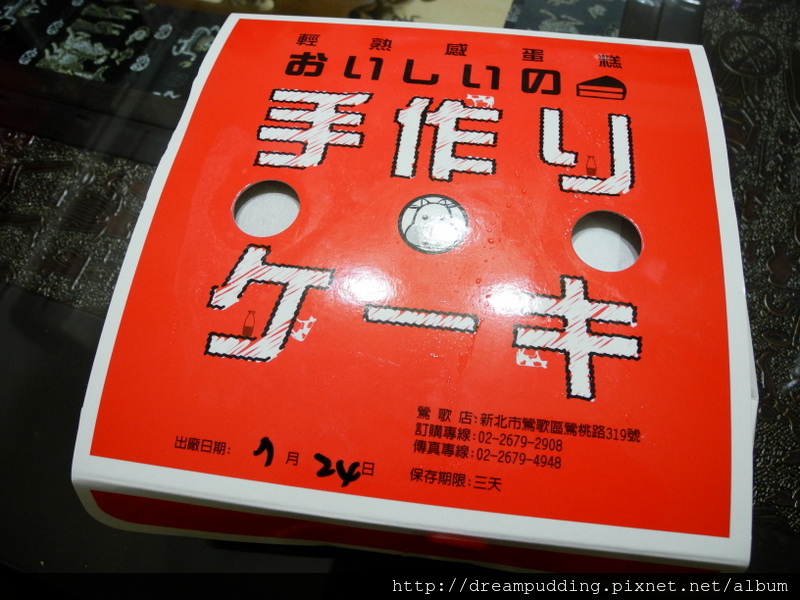 輕熟感蛋糕
おいしいの
手作り
ケーキ
鶯歌店:新北市鶯歌區鶯桃路319號
訂購專線:02-2679-2908
傳真專線:02-2679-4948
出廠日期: 月 24日
保存期限:三天
http://dreampudding.pixnet.net/album